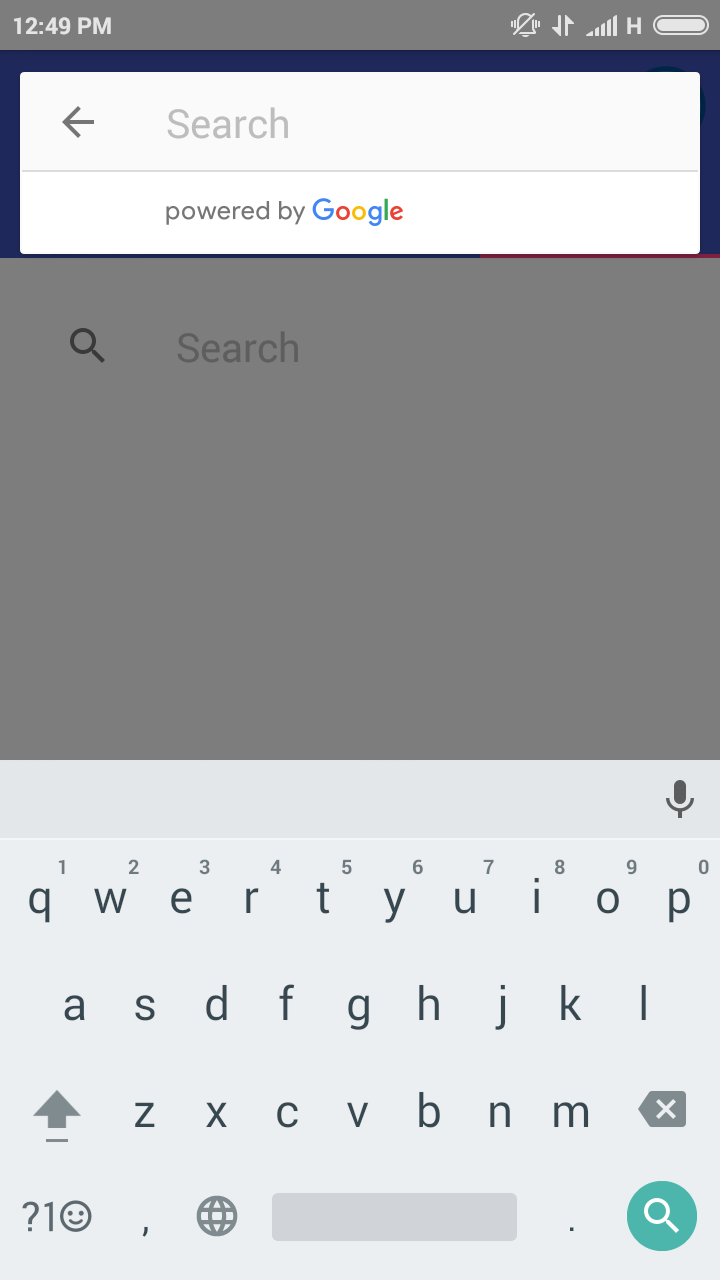 12:49 PM H
Search
powered by Google
Search
1 2 3 4 5 6 7 8 9 0
q w e r t y u i o p
a s d f g h j k l
z x c v b n m
?1 , .